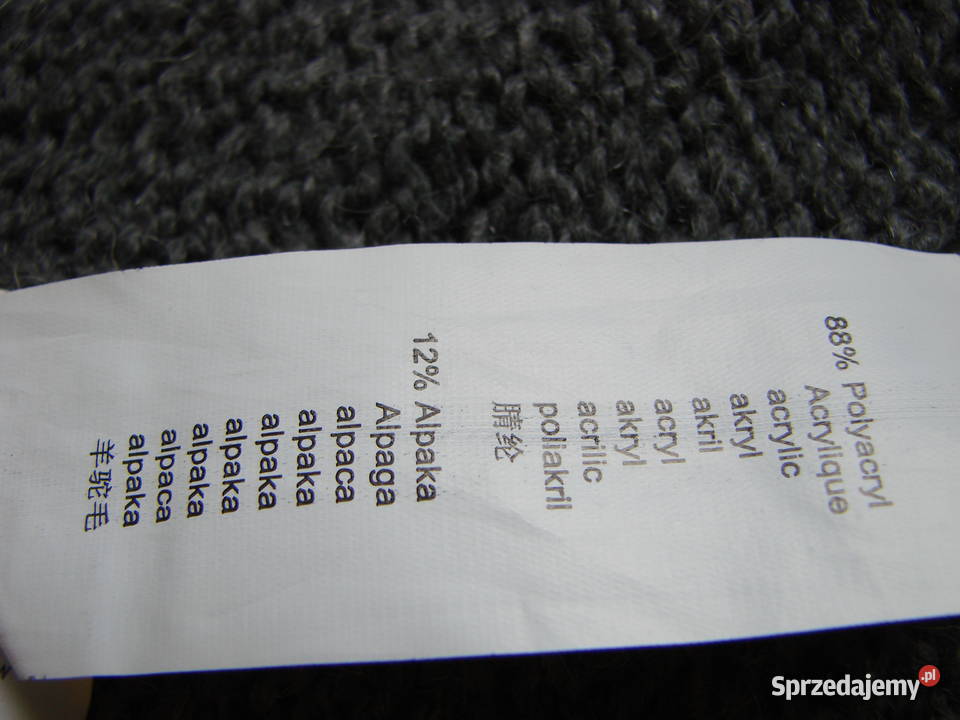 88% Polyacryl
Acrylique
acrylic
akryl
akril
acryl
akryl
acrilic
poliakril
腈纶
12% Alpaka
Alpaga
alpaca
alpaka
alpaka
alpaka
alpaka
alpaca
alpaka
羊驼毛
Sprzedajemy.pl